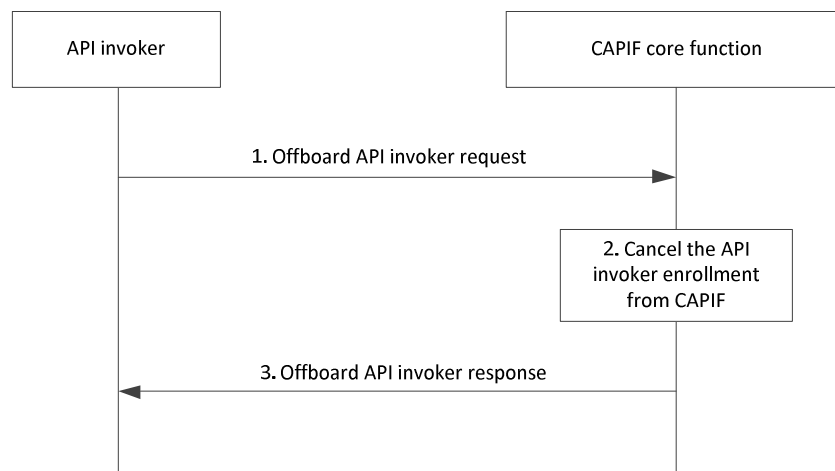 API invoker
CAPIF core function
1. Offboard API invoker request
2. Cancel the API
invoker enrollment
from CAPIF
3. Offboard API invoker response